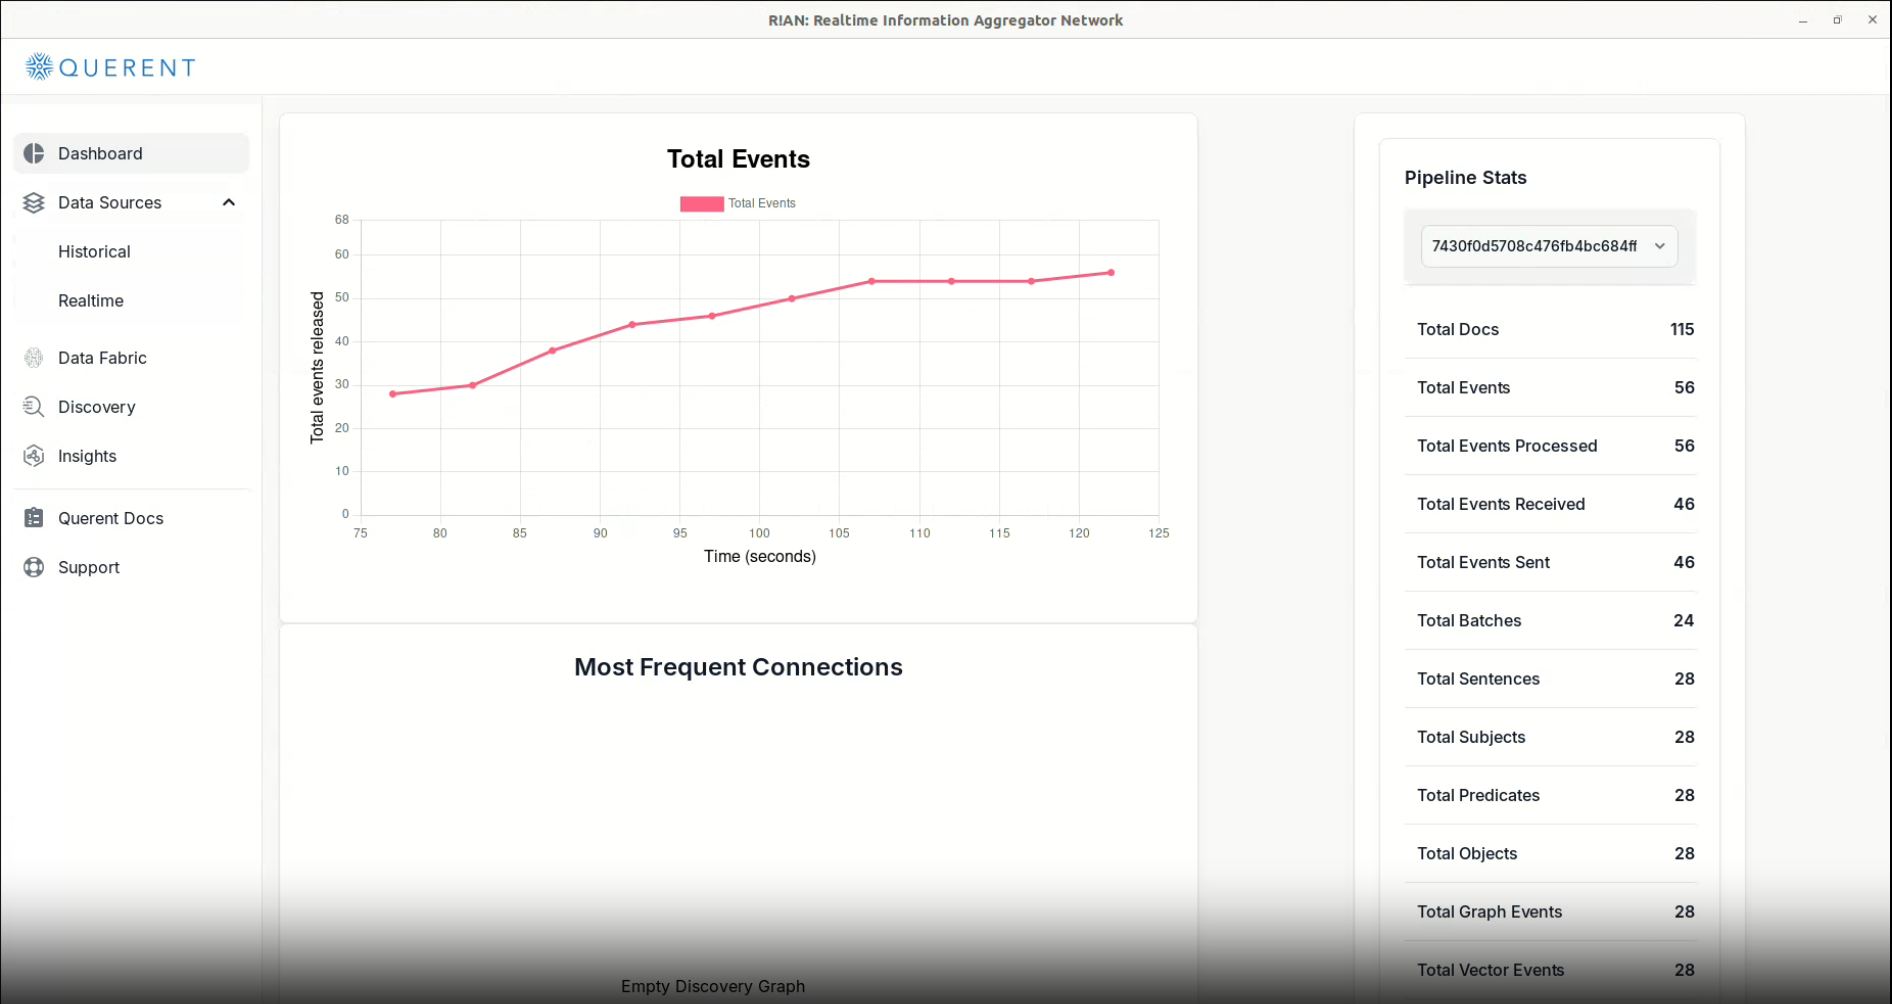 RIAN: Realtime Information Aggregator Network
QUERENT
Dashboard
Data Sources
Historical
Realtime
Data Fabric
Discovery
Insights
Querent Docs
Support
Total Events
Total Events
Total events released
68
60
50
40
30
20
10
0
75 80 85 90 95 100 105 110 115 120 125
Time (seconds)
Most Frequent Connections
Empty Discovery Graph
Pipeline Stats
7430f0d5708c476fb4bc684ff
Total Docs 115
Total Events 56
Total Events Processed 56
Total Events Received 46
Total Events Sent 46
Total Batches 24
Total Sentences 28
Total Subjects 28
Total Predicates 28
Total Objects 28
Total Graph Events 28
Total Vector Events 28